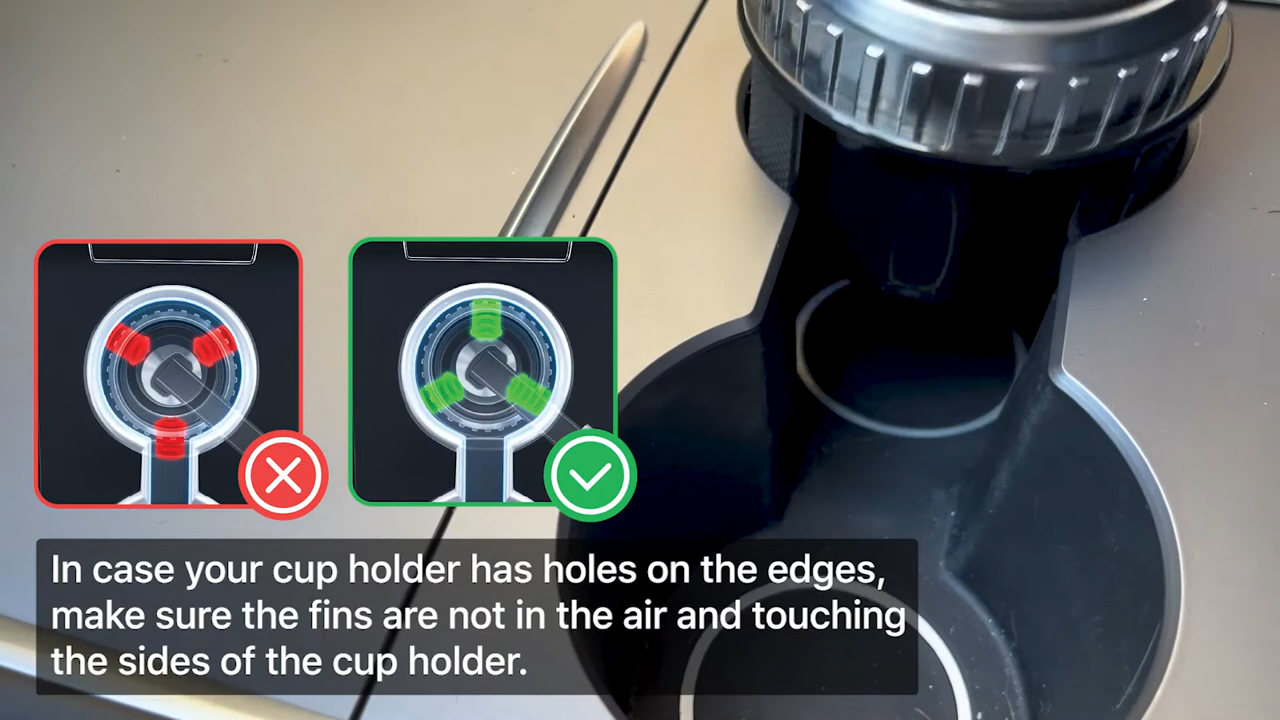 In case your cup holder has holes on the edges,
make sure the fins are not in the air and touching
the sides of the cup holder.